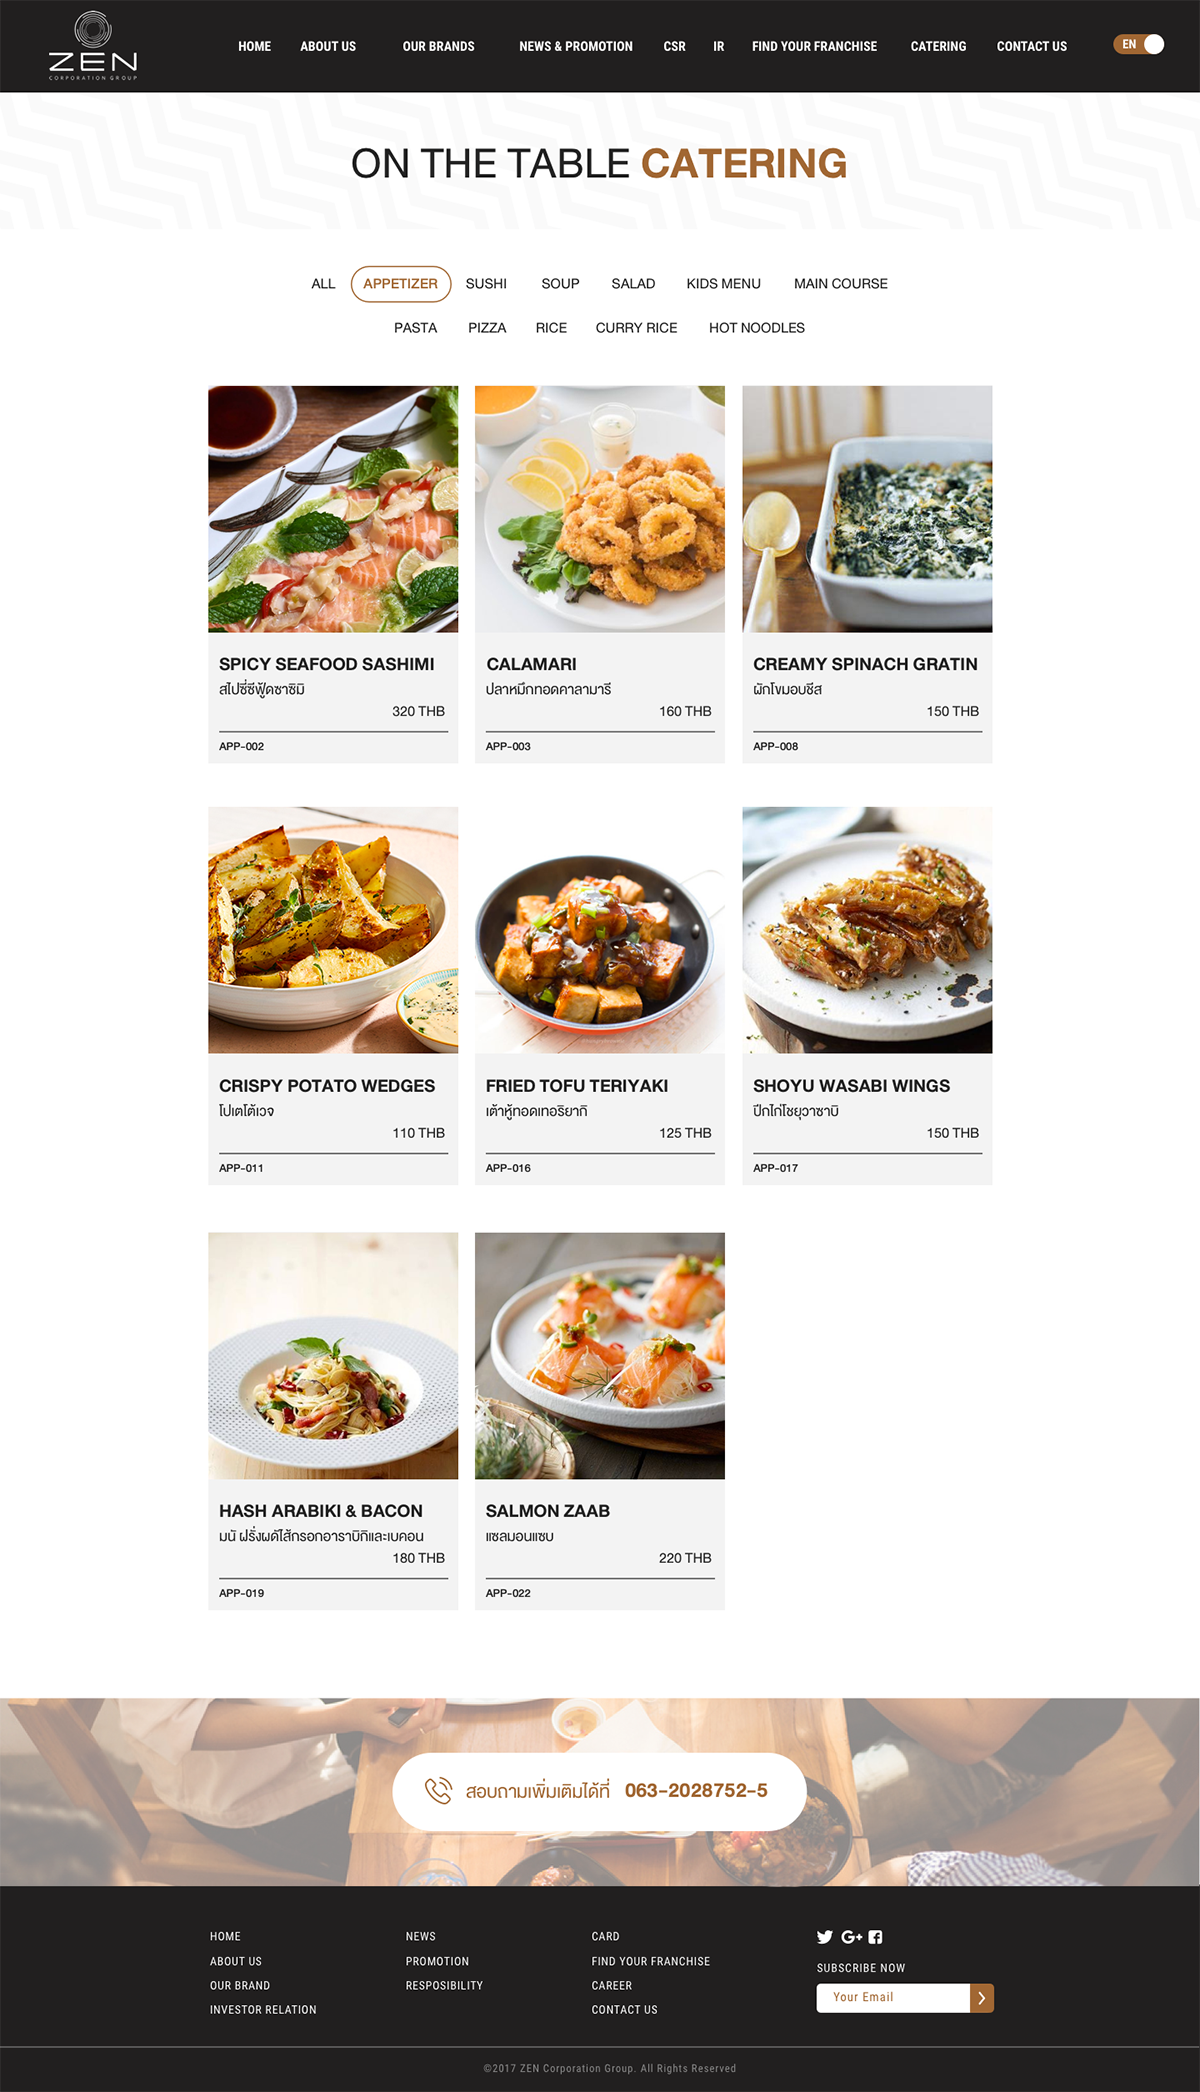 ZEN
CORPORATION GROUP
HOME ABOUT US OUR BRANDS NEWS & PROMOTION CSR IR FIND YOUR FRANCHISE CATERING CONTACT US EN
ON THE TABLE CATERING
ALL APPETIZER SUSHI SOUP SALAD KIDS MENU MAIN COURSE
PASTA PIZZA RICE CURRY RICE HOT NOODLES
SPICY SEAFOOD SASHIMI
สไปซี่ซีฟู้ดซาซิมิ
320 THB
APP-002
CALAMARI
ปลาหมึกทอดคาลามารี
160 THB
APP-003
CREAMY SPINACH GRATIN
ผักโขมอบชีส
150 THB
APP-008
CRISPY POTATO WEDGES
โปเตโต้เวจ
110 THB
APP-011
FRIED TOFU TERIYAKI
เต้าหู้ทอดเทอริยากิ
125 THB
APP-016
SHOYU WASABI WINGS
ปีกไก่โชยุวาซาบิ
150 THB
APP-017
HASH ARABIKI & BACON
มนั ฝรั่งผดัไส้กรอกอาราบิกิและเบคอน
180 THB
APP-019
SALMON ZAAB
แซลมอนแซบ
220 THB
APP-022
สอบถามเพิ่มเติมได้ที่ 063-2028752-5
HOME
ABOUT US
OUR BRAND
INVESTOR RELATION
NEWS
PROMOTION
RESPOSIBILITY
CARD
FIND YOUR FRANCHISE
CAREER
CONTACT US
SUBSCRIBE NOW
Your Email
©2017 ZEN Corporation Group. All Rights Reserved